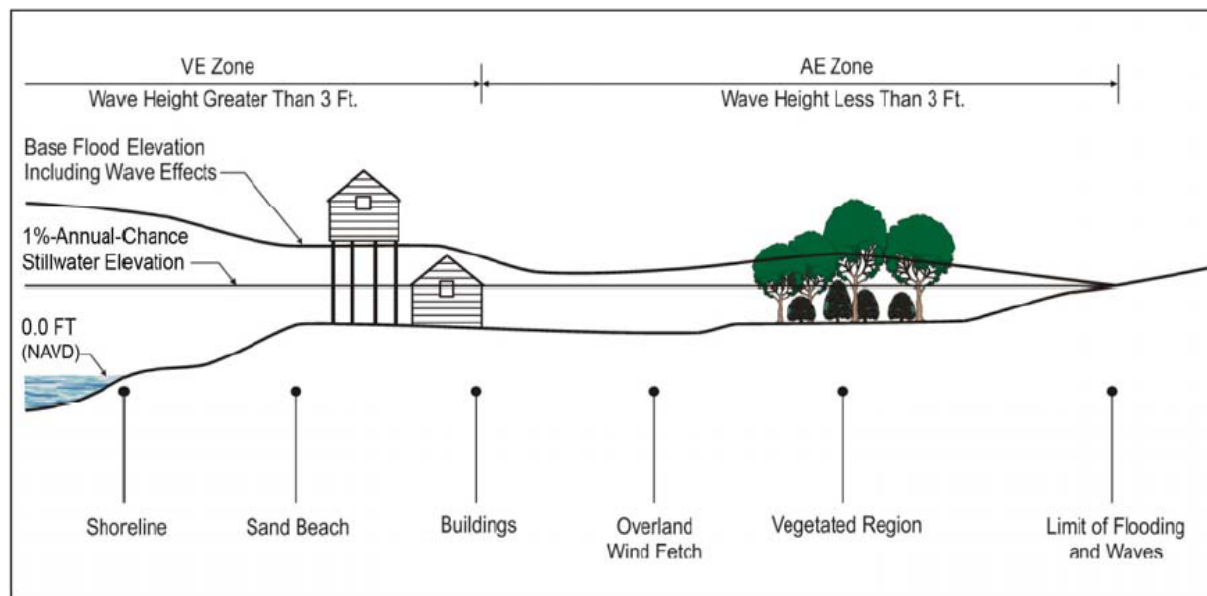 VE Zone
AE Zone
Wave Height Greater Than 3 Ft.
Wave Height Less Than 3 Ft.
Base Flood Elevation
Including Wave Effects
1%-Annual-Chance
Stillwater Elevation
0.0 FT
(NAVD)
Shoreline
Sand Beach
Buildings
Overland
Wind Fetch
Vegetated Region
Limit of Flooding
and Waves